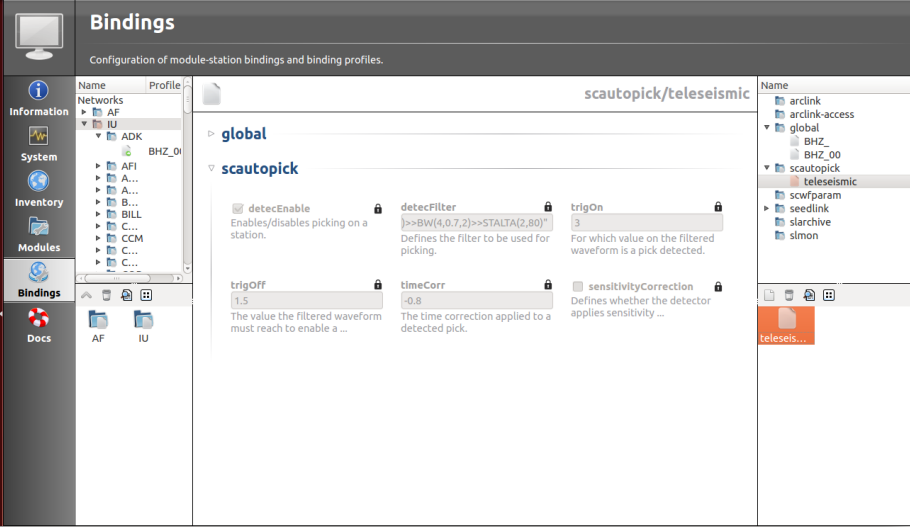 Bindings
Configuration of module-station bindings and binding profiles.
Information
System
Inventory
Modules
Bindings
Docs
Name Profile
Networks
AF
IU
ADK
BHZ_00
AFI
A...
A...
B...
BILL
C...
CCM
C...
C...
AF IU
scautopick/teleseismic
global
scautopick
detecEnable
Enables/disables picking on a
station.
detecFilter
)>>BW(4,0.7,2)>>STALTA(2,80)"
Defines the filter to be used for
picking.
trigOn
3
For which value on the filtered
waveform is a pick detected.
trigOff
1.5
The value the filtered waveform
must reach to enable a ...
timeCorr
-0.8
The time correction applied to a
detected pick.
sensitivityCorrection
Defines whether the detector
applies sensitivity ...
Name
arclink
arclink-access
global
BHZ_
BHZ_00
scautopick
teleseismic
scwfparam
seedlink
slarchive
slmon
teleseis...